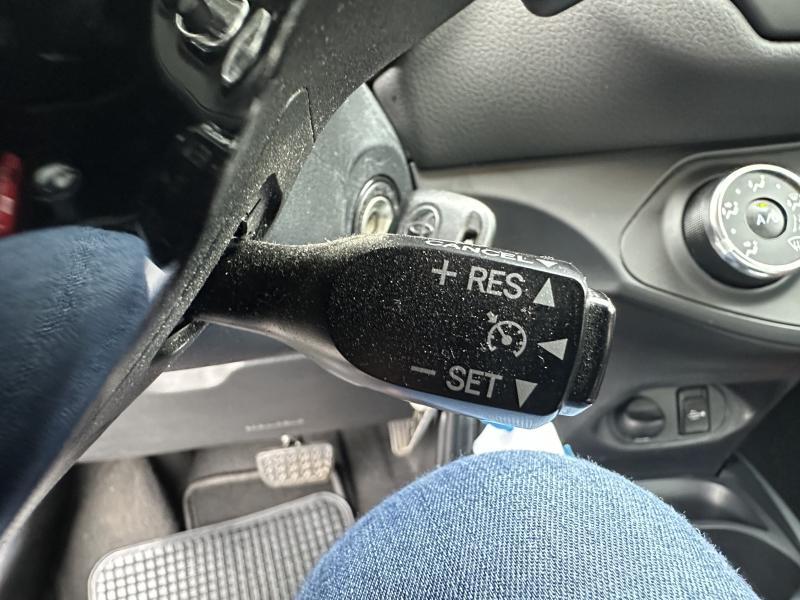 CANCEL
+ RES
- SET
A/C